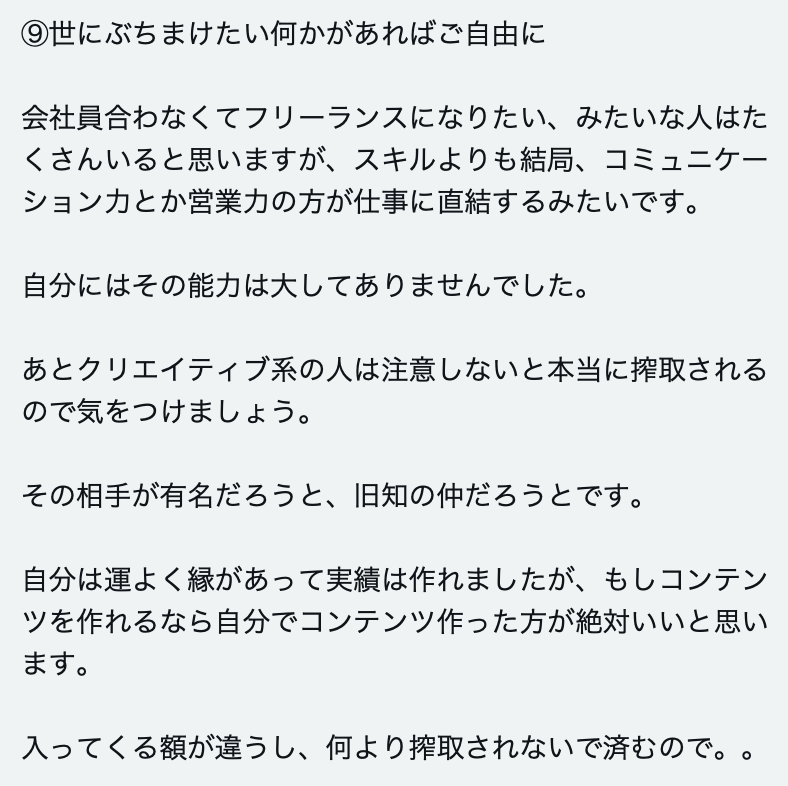 ⑨世にぶちまけたい何かがあればご自由に
会社員合わなくてフリーランスになりたい、みたいな人はた
くさんいると思いますが、スキルよりも結局、コミュニケー
ション力とか営業力の方が仕事に直結するみたいです。
自分にはその能力は大してありませんでした。
あとクリエイティブ系の人は注意しないと本当に搾取される
ので気をつけましょう。
その相手が有名だろうと、旧知の仲だろうとです。
自分は運よく縁があって実績は作れましたが、もしコンテン
ツを作れるなら自分でコンテンツ作った方が絶対いいと思い
ます。
入ってくる額が違うし、何より搾取されないで済むので。。